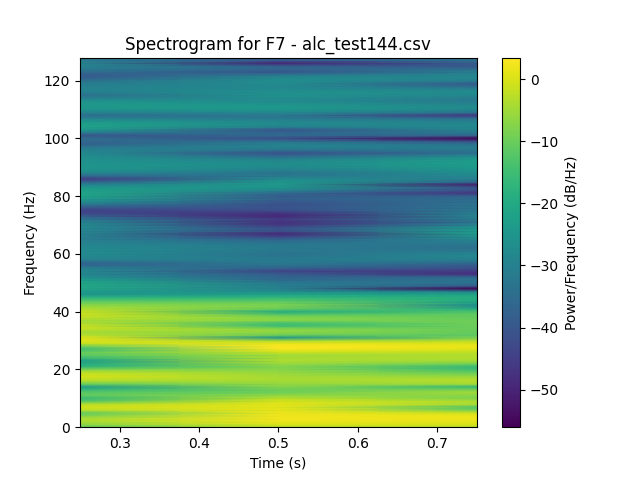 Spectrogram for F7 - alc_test144.csv
Frequency (Hz)
120
100
80
60
40
20
0
0.3 0.4 0.5 0.6 0.7
Time (s)
0
−10
−20
−30
−40
−50
Power/Frequency (dB/Hz)